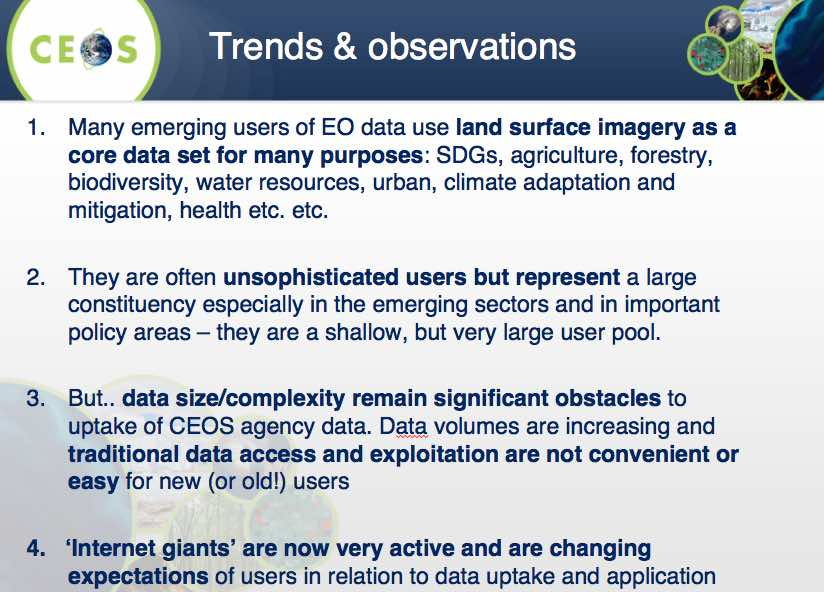 CEOS
Trends & observations
1. Many emerging users of EO data use land surface imagery as a
core data set for many purposes: SDGs, agriculture, forestry,
biodiversity, water resources, urban, climate adaptation and
mitigation, health etc. etc.
2. They are often unsophisticated users but represent a large
constituency especially in the emerging sectors and in important
policy areas – they are a shallow, but very large user pool.
3. But.. data size/complexity remain significant obstacles to
uptake of CEOS agency data. Data volumes are increasing and
traditional data access and exploitation are not convenient or
easy for new (or old!) users
4. ‘Internet giants’ are now very active and are changing
expectations of users in relation to data uptake and application